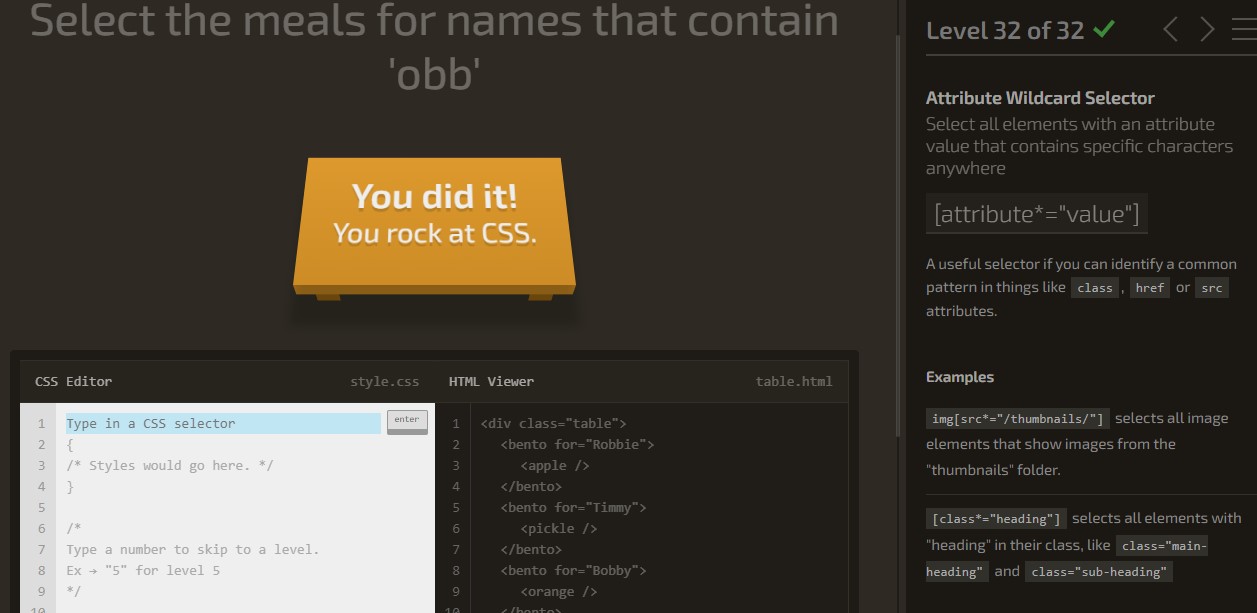 Select the meals for names that contain
'obb'
You did it!
You rock at CSS.
CSS Editor style.css
1 Type in a CSS selector enter
2 {
3 /* Styles would go here. */
4 }
5
6 /*
7 Type a number to skip to a level.
8 Ex → "5" for level 5
9 */
10
HTML Viewer table.html
1 <div class="table">
2 <bento for="Robbie">
3 <apple />
4 </bento>
5 <bento for="Timmy">
6 <pickle />
7 </bento>
8 <bento for="Bobby">
9 <orange />
10 </bento>
Level 32 of 32
Attribute Wildcard Selector
Select all elements with an attribute
value that contains specific characters
anywhere
[attribute*="value"]
A useful selector if you can identify a common
pattern in things like class , href or src
attributes.
Examples
img[src*="/thumbnails/"] selects all image
elements that show images from the
"thumbnails" folder.
[class*="heading"] selects all elements with
"heading" in their class, like class="main-
heading" and class="sub-heading"